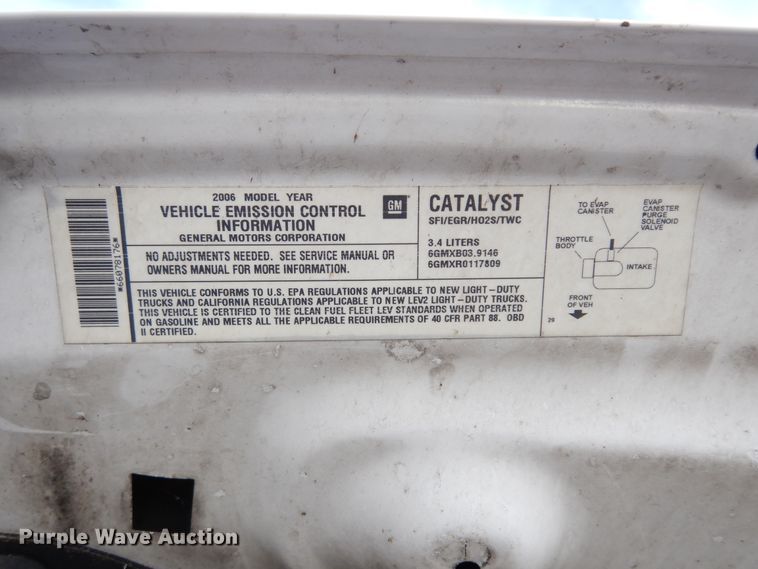 *66078176*
2006 MODEL YEAR
VEHICLE EMISSION CONTROL
INFORMATION
GENERAL MOTORS CORPORATION
GM
NO ADJUSTMENTS NEEDED. SEE SERVICE MANUAL OR
OWNERS MANUAL FOR MORE INFORMATION.
CATALYST
SFI/EGR/HO2S/TWC
3.4 LITERS
6GMXB03.9146
6GMXR0117809
THIS VEHICLE CONFORMS TO U.S. EPA REGULATIONS APPLICABLE TO NEW LIGHT-DUTY
TRUCKS AND CALIFORNIA REGULATIONS APPLICABLE TO NEW LEV2 LIGHT-DUTY TRUCKS.
THIS VEHICLE IS CERTIFIED TO THE CLEAN FUEL FLEET LEV STANDARDS WHEN OPERATED
ON GASOLINE AND MEETS ALL THE APPLICABLE REQUIREMENTS OF 40 CFR PART 88. OBD
II CERTIFIED.
TO EVAP
CANISTER
EVAP
CANISTER
PURGE
SOLENOID
VALVE
THROTTLE
BODY
INTAKE
FRONT
OF VEH
29
Purple Wave Auction